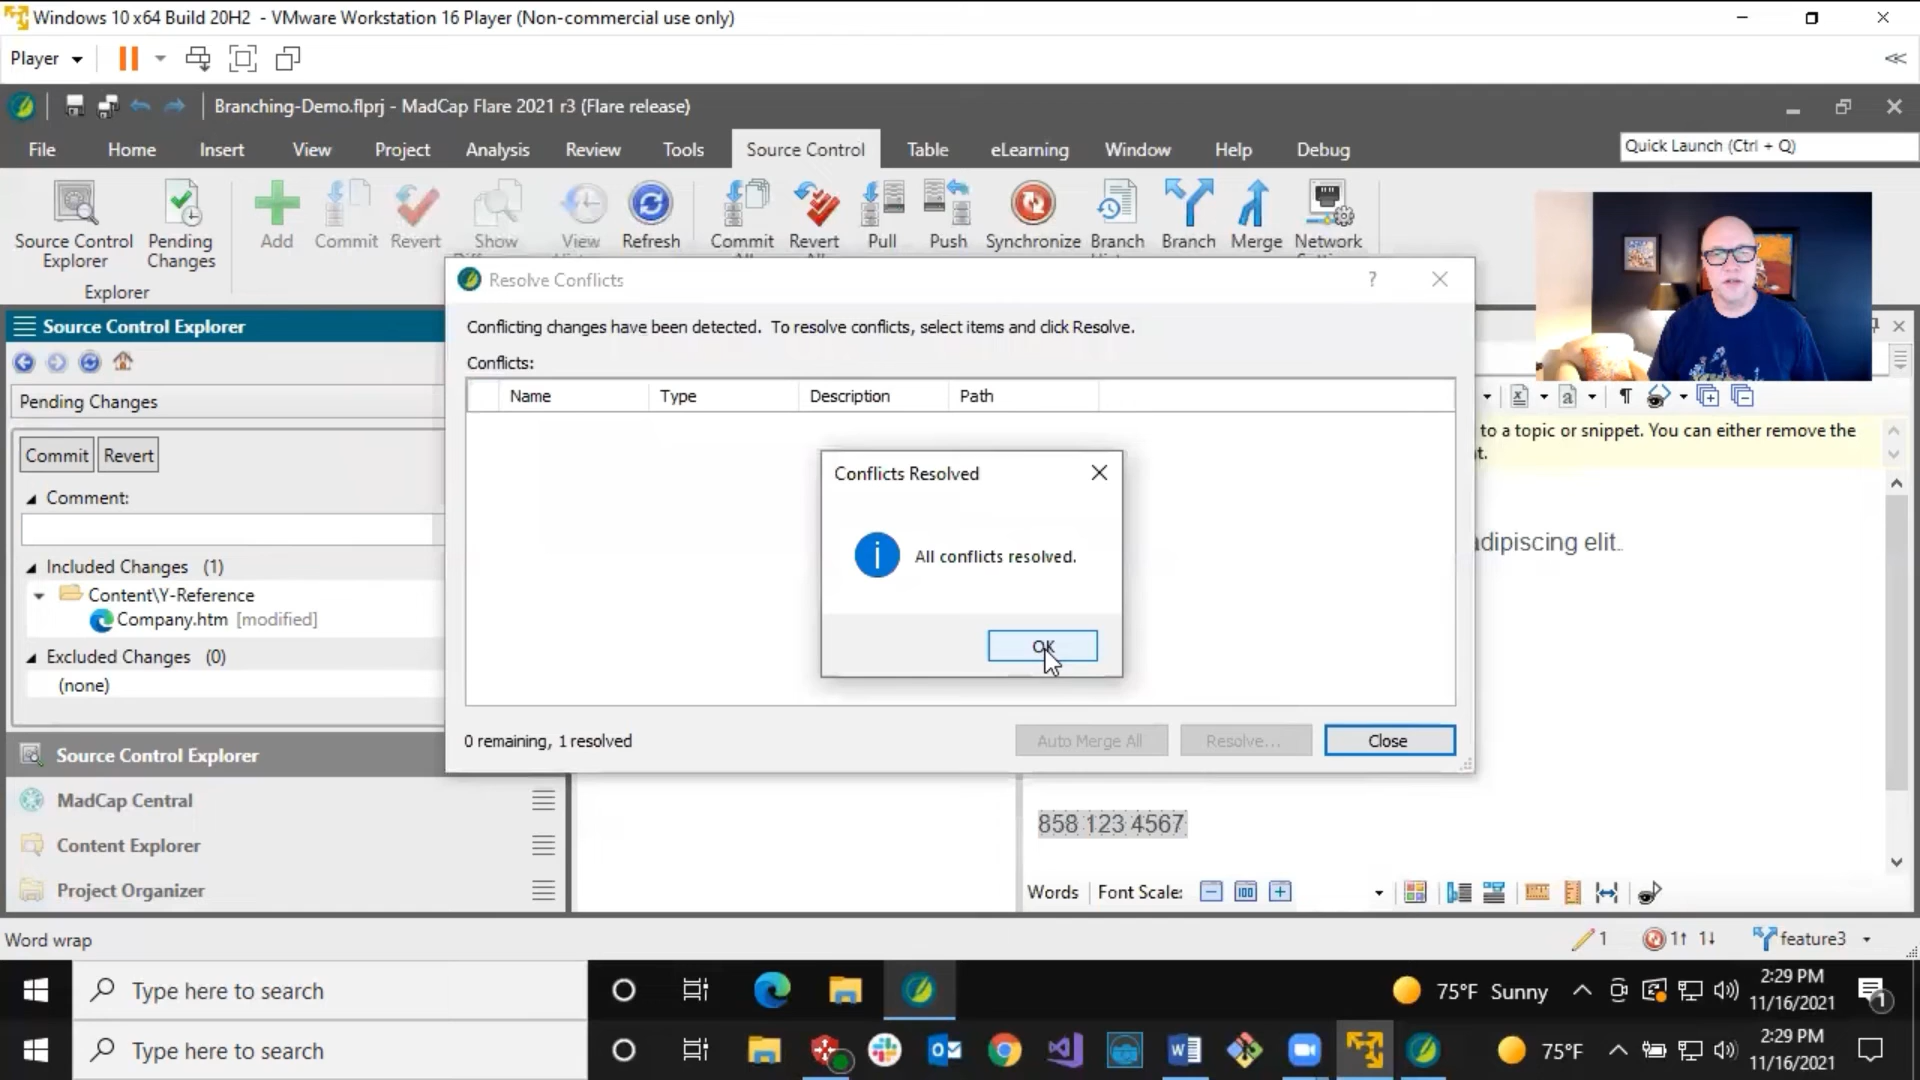 Windows 10 x64 Build 20H2 - VMware Workstation 16 Player (Non-commercial use only)
Player
Branching-Demo.flprj - MadCap Flare 2021 r3 (Flare release)
File Home Insert View Project Analysis Review Tools Source Control Table eLearning Window Help Debug
Quick Launch (Ctrl + Q)
Source Control Explorer
Pending Changes
Add
Commit
Revert
Show
View
Refresh
Commit
Revert
Pull
Push
Synchronize
Branch
Branch
Merge
Network
Explorer
Resolve Conflicts
?
Conflicting changes have been detected. To resolve conflicts, select items and click Resolve.
Conflicts:
Name Type Description Path
Conflicts Resolved
All conflicts resolved.
OK
0 remaining, 1 resolved
Auto Merge All
Resolve...
Close
Source Control Explorer
Pending Changes
Commit
Revert
Comment:
Included Changes (1)
Content\Y-Reference
Company.htm [modified]
Excluded Changes (0)
(none)
Source Control Explorer
MadCap Central
Content Explorer
Project Organizer
to a topic or snippet. You can either remove the
t.
adipiscing elit.
858 123 4567
Words Font Scale: 100
Word wrap
1
1↑ 1↓
feature3
Type here to search
75°F Sunny
2:29 PM
11/16/2021
1
Type here to search
75°F
2:29 PM
11/16/2021